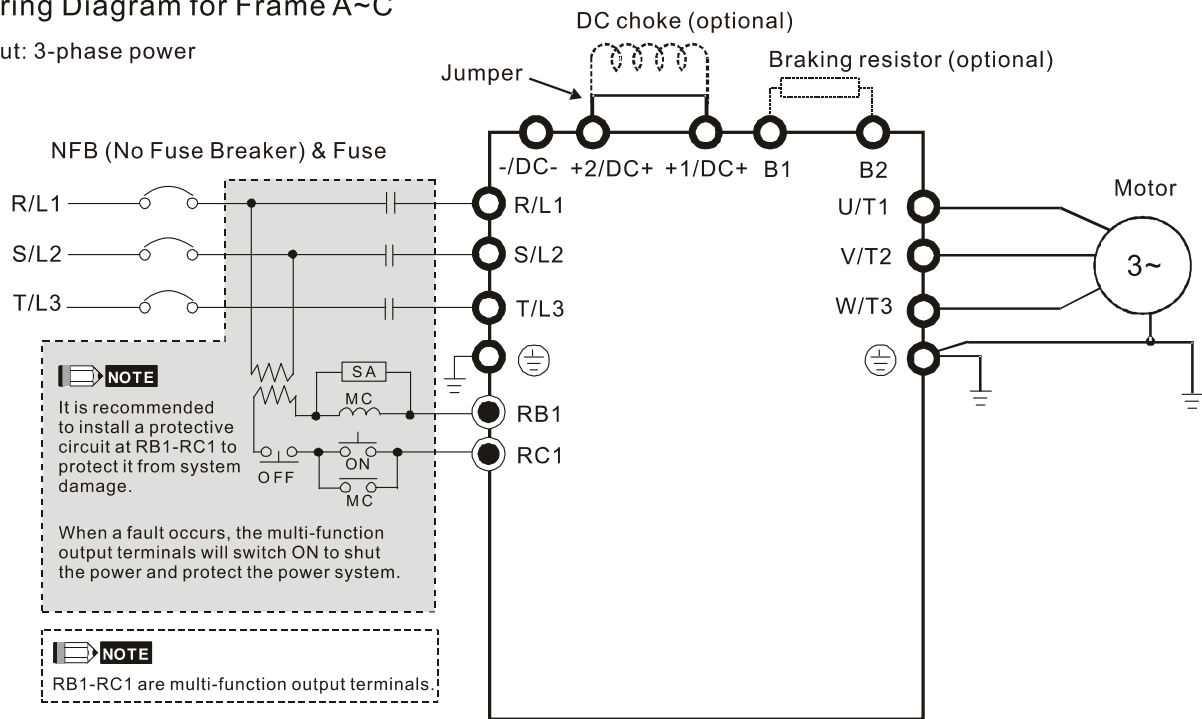 ring Diagram for Frame A~C
ut: 3-phase power
DC choke (optional)
Jumper
Braking resistor (optional)
NFB (No Fuse Breaker) & Fuse
-/DC- +2/DC+ +1/DC+ B1 B2
R/L1
S/L2
T/L3
R/L1
S/L2
T/L3
RB1
RC1
U/T1
V/T2
W/T3
Motor
3~
SA
MC
ON
OFF
MC
NOTE
It is recommended
to install a protective
circuit at RB1-RC1 to
protect it from system
damage.
When a fault occurs, the multi-function
output terminals will switch ON to shut
the power and protect the power system.
NOTE
RB1-RC1 are multi-function output terminals.